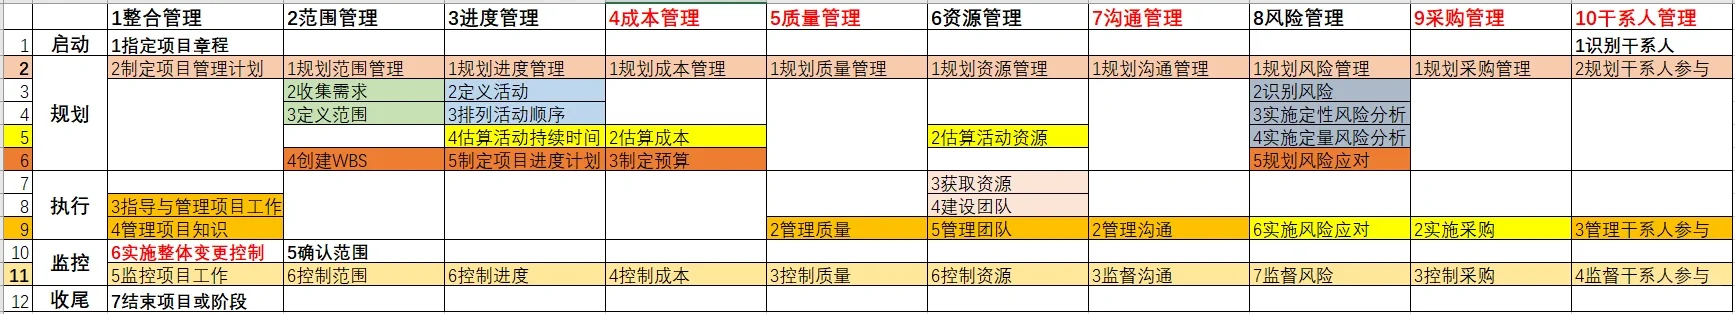 1整合管理 2范围管理 3进度管理 4成本管理 5质量管理 6资源管理 7沟通管理 8风险管理 9采购管理 10干系人管理
1 启动 1指定项目章程 1识别干系人
2 2制定项目管理计划 1规划范围管理 1规划进度管理 1规划成本管理 1规划质量管理 1规划资源管理 1规划沟通管理 1规划风险管理 1规划采购管理 2规划干系人参与
3 2收集需求 2定义活动 2识别风险
4 规划 3定义范围 3排列活动顺序 3实施定性风险分析
5 4估算活动持续时间 2估算成本 2估算活动资源 4实施定量风险分析
6 4创建WBS 5制定项目进度计划 3制定预算 5规划风险应对
7 3获取资源
8 执行 3指导与管理项目工作 4建设团队
9 4管理项目知识 2管理质量 5管理团队 2管理沟通 6实施风险应对 2实施采购 3管理干系人参与
10 监控 6实施整体变更控制 5确认范围
11 5监控项目工作 6控制范围 6控制进度 4控制成本 3控制质量 6控制资源 3监督沟通 7监督风险 3控制采购 4监督干系人参与
12 收尾 7结束项目或阶段